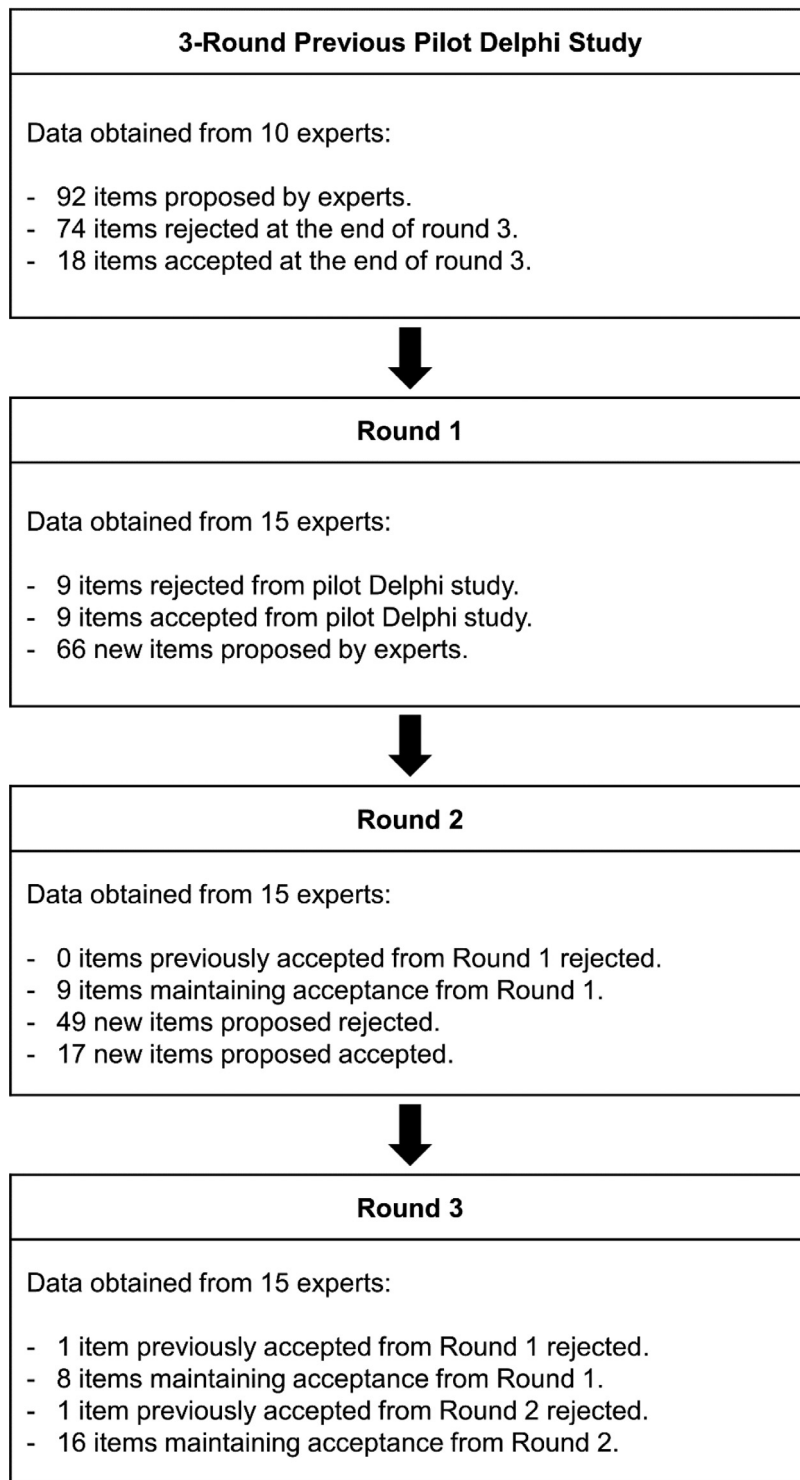 3-Round Previous Pilot Delphi Study
Data obtained from 10 experts:
- 92 items proposed by experts.
- 74 items rejected at the end of round 3.
- 18 items accepted at the end of round 3.
Round 1
Data obtained from 15 experts:
- 9 items rejected from pilot Delphi study.
- 9 items accepted from pilot Delphi study.
- 66 new items proposed by experts.
Round 2
Data obtained from 15 experts:
- 0 items previously accepted from Round 1 rejected.
- 9 items maintaining acceptance from Round 1.
- 49 new items proposed rejected.
- 17 new items proposed accepted.
Round 3
Data obtained from 15 experts:
- 1 item previously accepted from Round 1 rejected.
- 8 items maintaining acceptance from Round 1.
- 1 item previously accepted from Round 2 rejected.
- 16 items maintaining acceptance from Round 2.